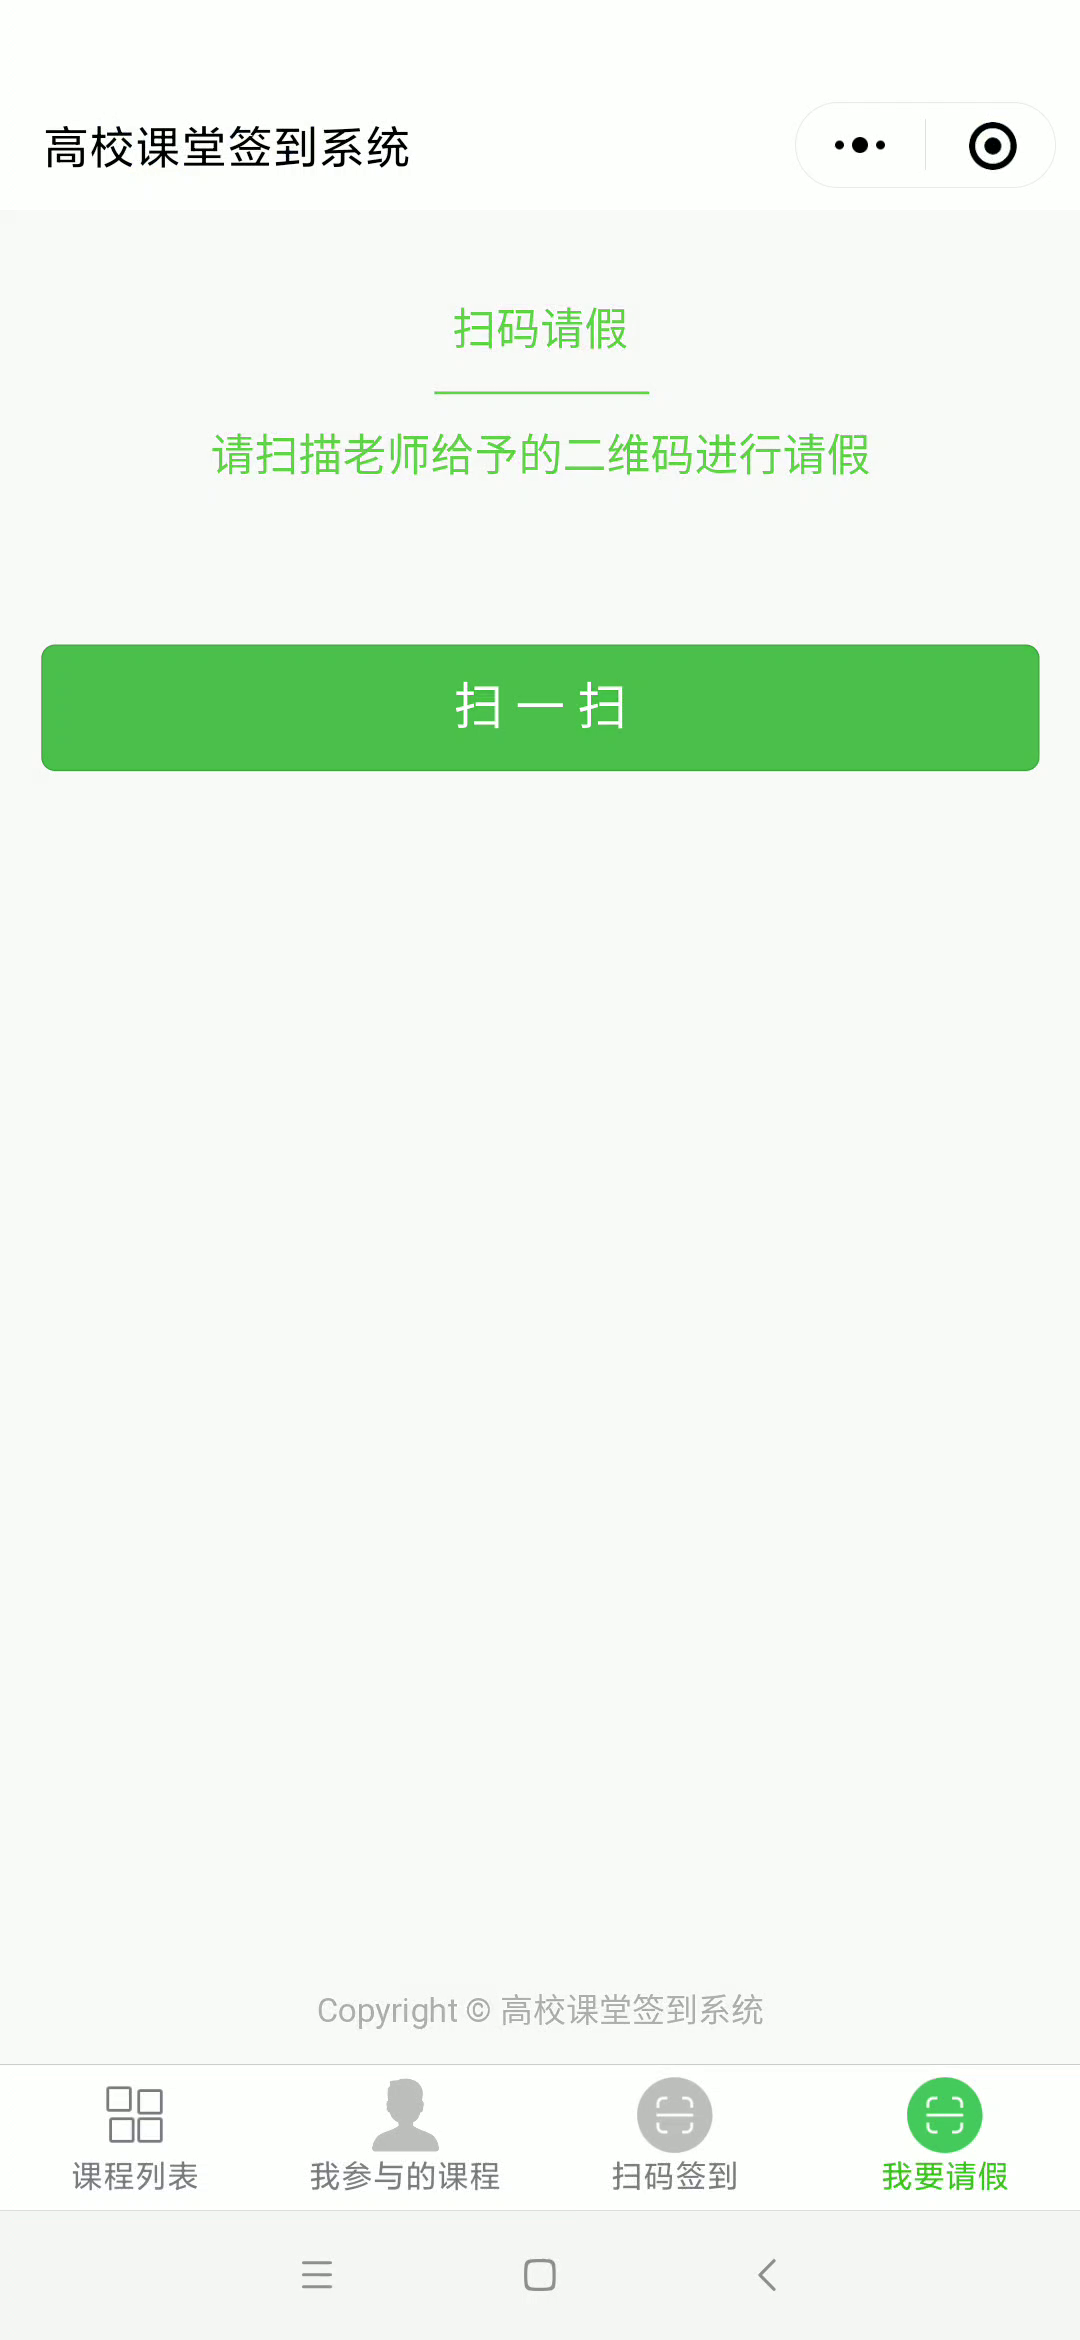 高校课堂签到系统
扫码请假
请扫描老师给予的二维码进行请假
扫一扫
Copyright © 高校课堂签到系统
课程列表
我参与的课程
扫码签到
我要请假